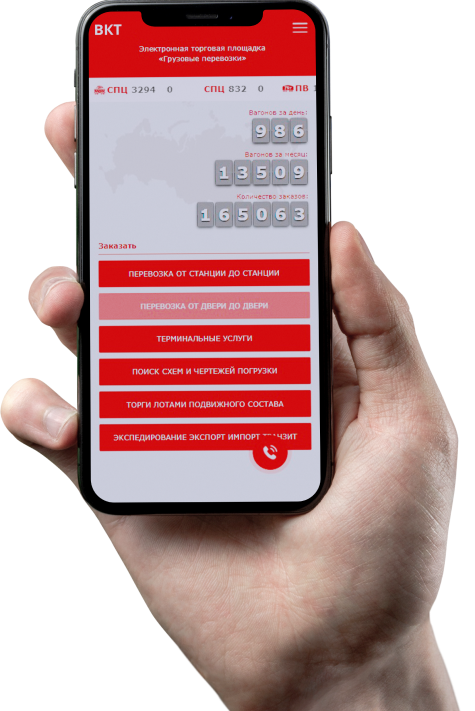 ВКТ
Электронная торговая площадка
«Грузовые перевозки»
СПЦ 3294 0 СПЦ 832 0 ПВ 1
Вагонов за день:
986
Вагонов за месяц:
13509
Количество заказов:
165063
Заказать
ПЕРЕВОЗКА ОТ СТАНЦИИ ДО СТАНЦИИ
ПЕРЕВОЗКА ОТ ДВЕРИ ДО ДВЕРИ
ТЕРМИНАЛЬНЫЕ УСЛУГИ
ПОИСК СХЕМ И ЧЕРТЕЖЕЙ ПОГРУЗКИ
ТОРГИ ЛОТАМИ ПОДВИЖНОГО СОСТАВА
ЭКСПЕДИРОВАНИЕ ЭКСПОРТ ИМПОРТ ТРАНЗИТ